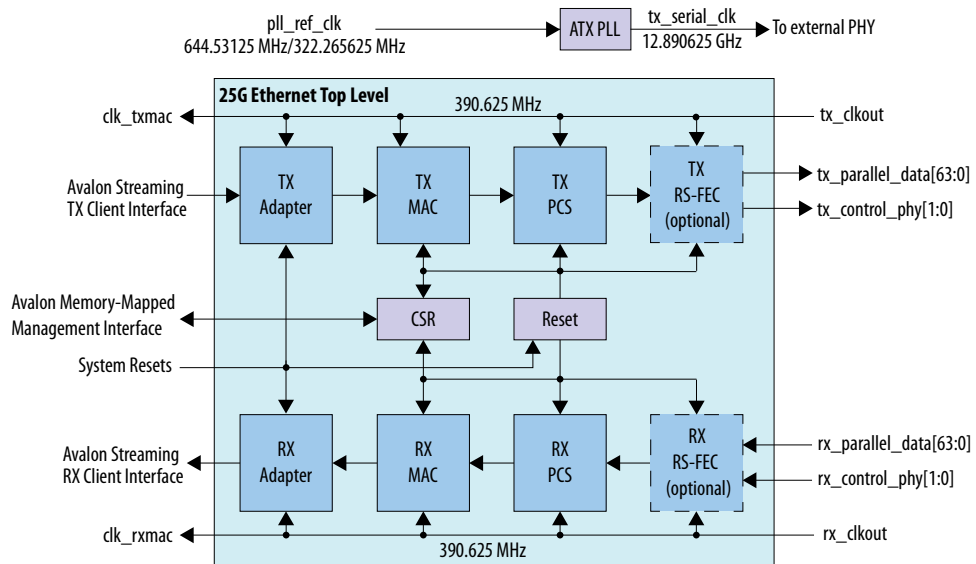 pll_ref_clk
644.53125 MHz/322.265625 MHz
ATX PLL
tx_serial_clk
12.890625 GHz
To external PHY
25G Ethernet Top Level
390.625 MHz
clk_txmac
tx_clkout
Avalon Streaming
TX Client Interface
TX
Adapter
TX
MAC
TX
PCS
TX
RS-FEC
(optional)
tx_parallel_data[63:0]
tx_control_phy[1:0]
Avalon Memory-Mapped
Management Interface
CSR
Reset
System Resets
Avalon Streaming
RX Client Interface
RX
Adapter
RX
MAC
RX
PCS
RX
RS-FEC
(optional)
rx_parallel_data[63:0]
rx_control_phy[1:0]
clk_rxmac
390.625 MHz
rx_clkout